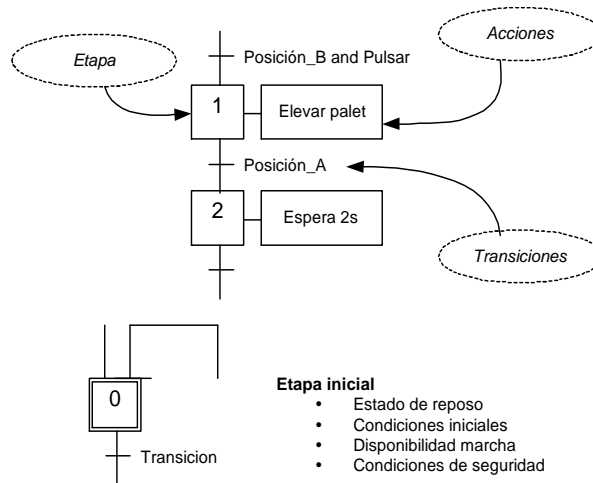 Posición_B and Pulsar
Acciones
Etapa
1
Elevar palet
Posición_A
2
Espera 2s
Transiciones
0
Transicion
Etapa inicial
• Estado de reposo
• Condiciones iniciales
• Disponibilidad marcha
• Condiciones de seguridad